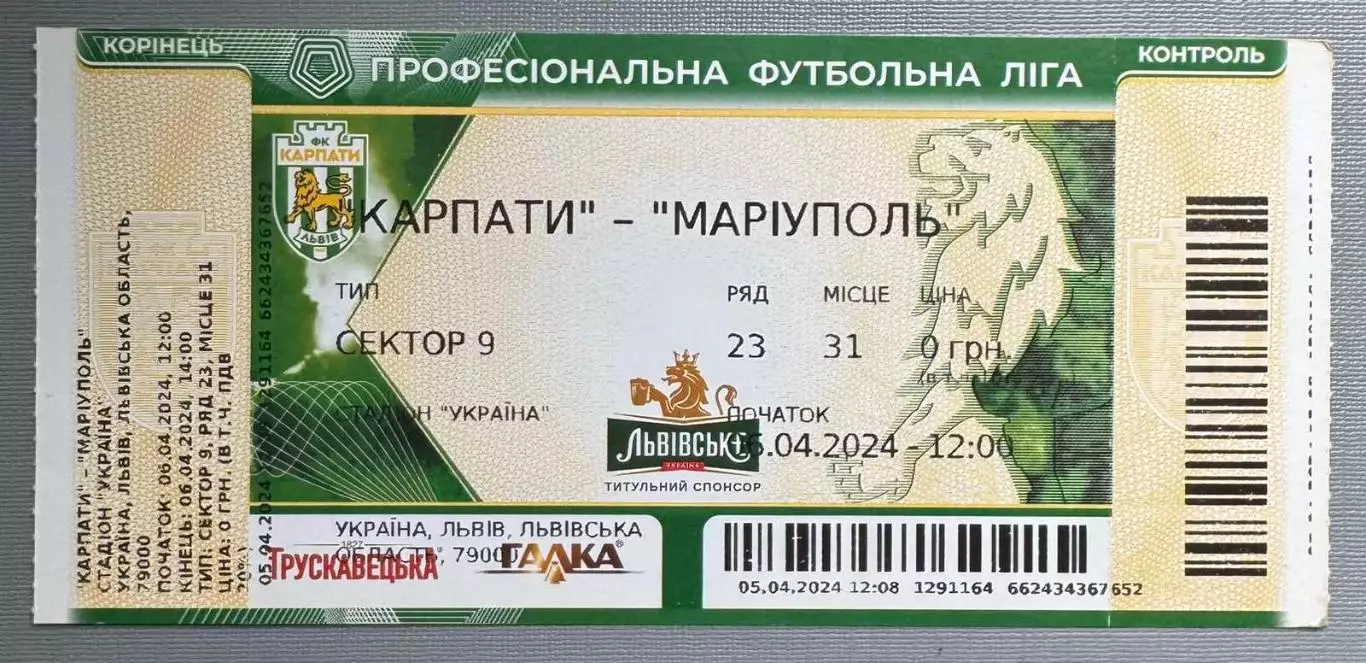 КОРІНЕЦЬ
ПРОФЕСІОНАЛЬНА ФУТБОЛЬНА ЛІГА
КОНТРОЛЬ
ФК
КАРПАТИ
ЛЬВІВ
"КАРПАТИ" - "МАРІУПОЛЬ"
ТИП
РЯД МІСЦЕ ЦІНА
СЕКТОР 9
23 31 0 грн.
СТАДІОН "УКРАЇНА"
ПОЧАТОК
06.04.2024 - 12:00
ЛЬВІВСЬКЕ
УКРАЇНА
ТИТУЛЬНИЙ СПОНСОР
УКРАЇНА, ЛЬВІВ, ЛЬВІВСЬКА
ОБЛАСТЬ, 79000
1827
ТРУСКАВЕЦЬКА
ГАЛКА®
05.04.2024 12:08 1291164 662434367652
"КАРПАТИ" - "МАРІУПОЛЬ"
СТАДІОН "УКРАЇНА"
УКРАЇНА, ЛЬВІВ, ЛЬВІВСЬКА ОБЛАСТЬ,
79000
ПОЧАТОК 06.04.2024, 12:00
КІНЕЦЬ: 06.04.2024, 14:00
ТИП: СЕКТОР 9, РЯД 23, МІСЦЕ 31
ЦІНА: 0 ГРН. (В Т.Ч. ПДВ
05.04.2024 1291164 662434367652